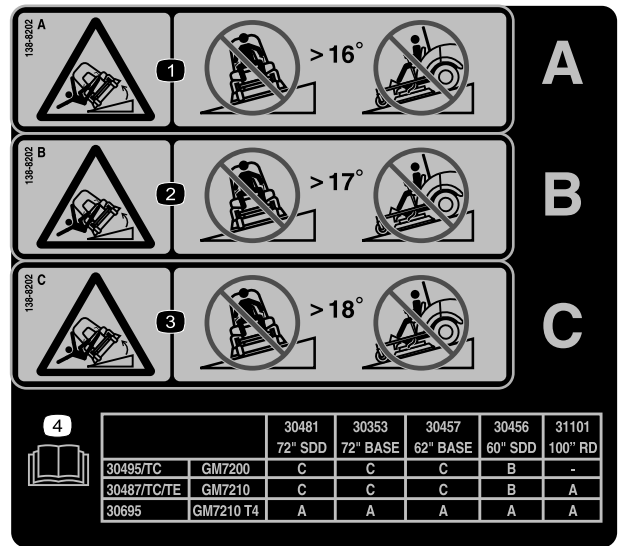 138-8202
A
1
> 16°
A
138-8202
B
2
> 17°
B
138-8202
C
3
> 18°
C
4
30481 30353 30457 30456 31101
72" SDD 72" BASE 62" BASE 60" SDD 100” RD
30495/TC GM7200 C C C B -
30487/TC/TE GM7210 C C C B A
30695 GM7210 T4 A A A A A